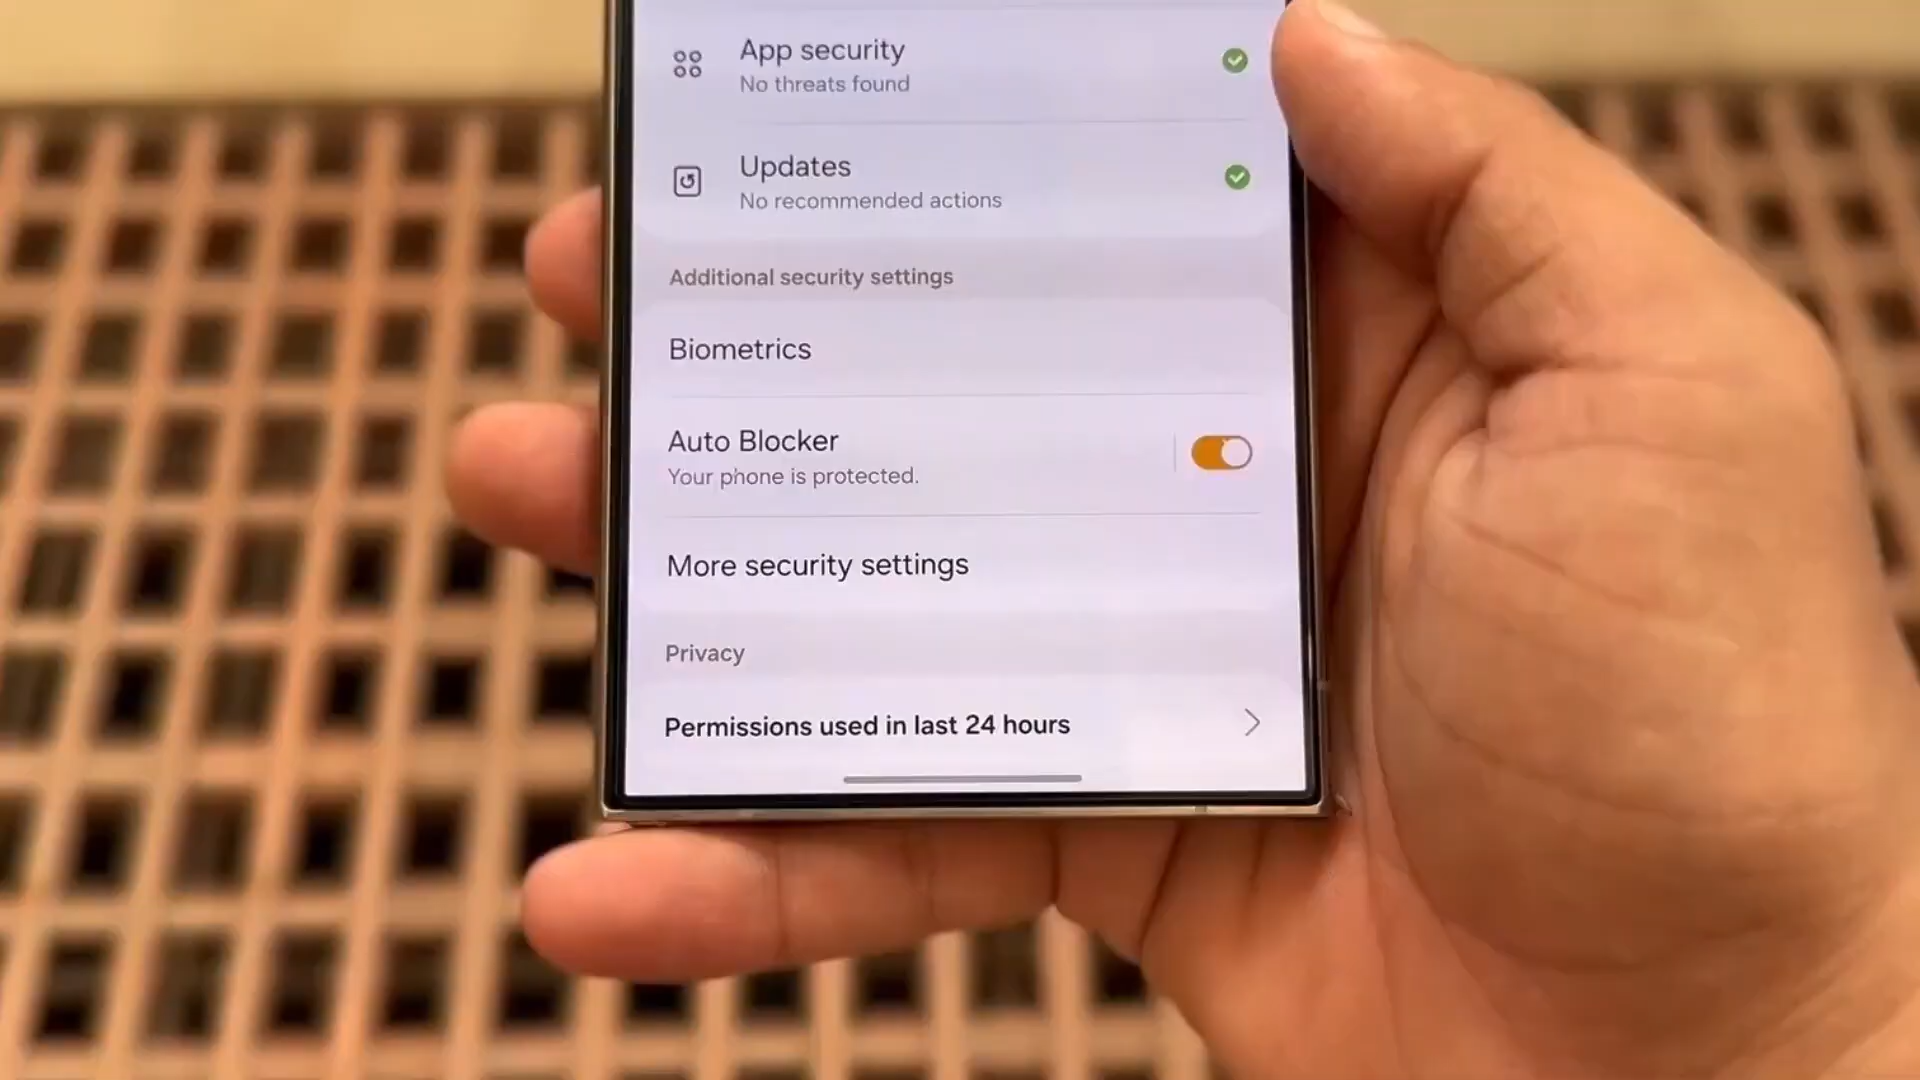 App security
No threats found
Updates
No recommended actions
Additional security settings
Biometrics
Auto Blocker
Your phone is protected.
More security settings
Privacy
Permissions used in last 24 hours